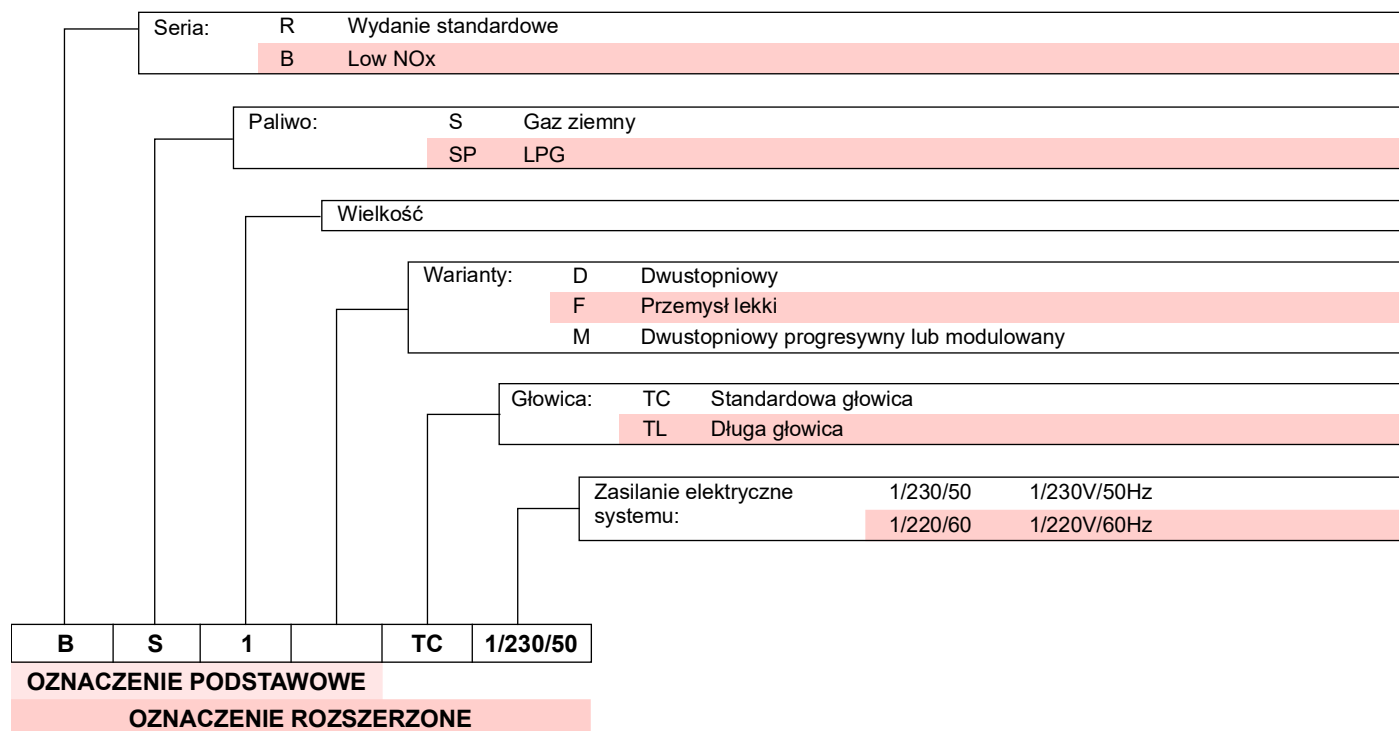 Seria: R Wydanie standardowe
B Low NOx
Paliwo: S Gaz ziemny
SP LPG
Wielkość
Warianty: D Dwustopniowy
F Przemysł lekki
M Dwustopniowy progresywny lub modulowany
Głowica: TC Standardowa głowica
TL Długa głowica
Zasilanie elektryczne systemu: 1/230/50 1/230V/50Hz
1/220/60 1/220V/60Hz
B S 1 TC 1/230/50
OZNACZENIE PODSTAWOWE
OZNACZENIE ROZSZERZONE